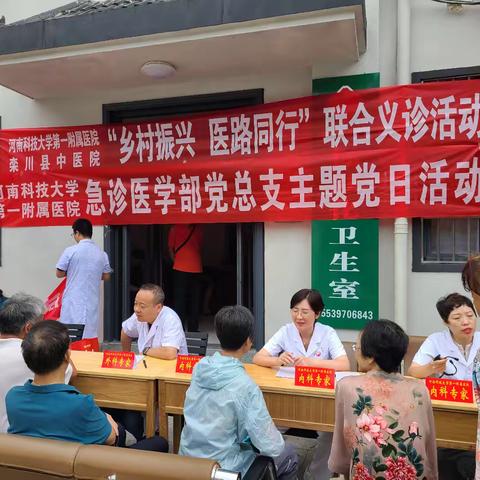 河南科技大学第一附属医院
栾川县中医院
“乡村振兴 医路同行”联合义诊活动
河南科技大学
第一附属医院
急诊医学部党总支主题党日活动
卫生室
6539706843
外科专家
内科专家
内科专家
内科专家